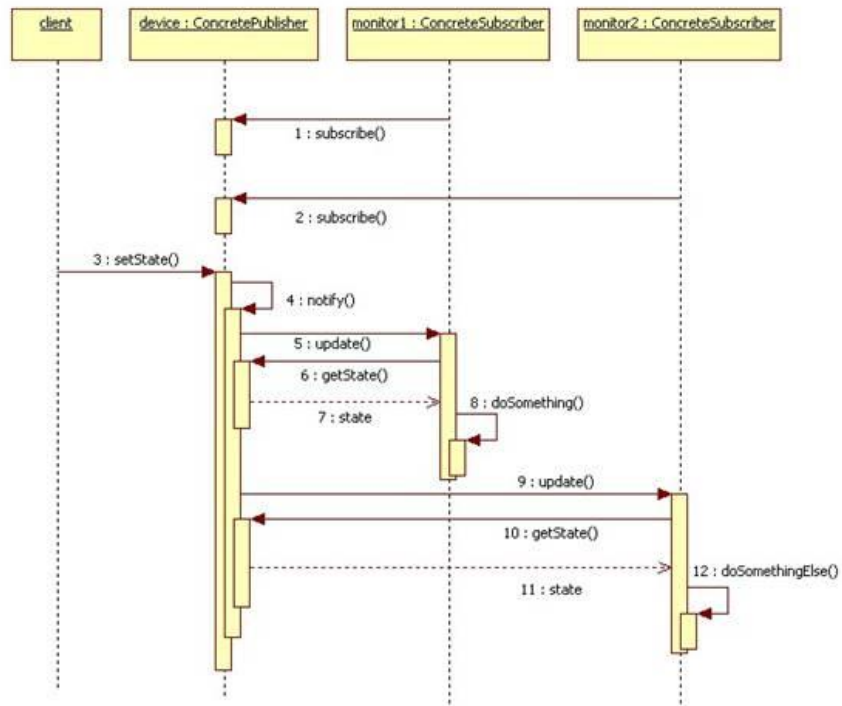 client
device : ConcretePublisher
monitor1 : ConcreteSubscriber
monitor2 : ConcreteSubscriber
1 : subscribe()
2 : subscribe()
3 : setState()
4 : notify()
5 : update()
6 : getState()
7 : state
8 : doSomething()
9 : update()
10 : getState()
11 : state
12 : doSomethingElse()